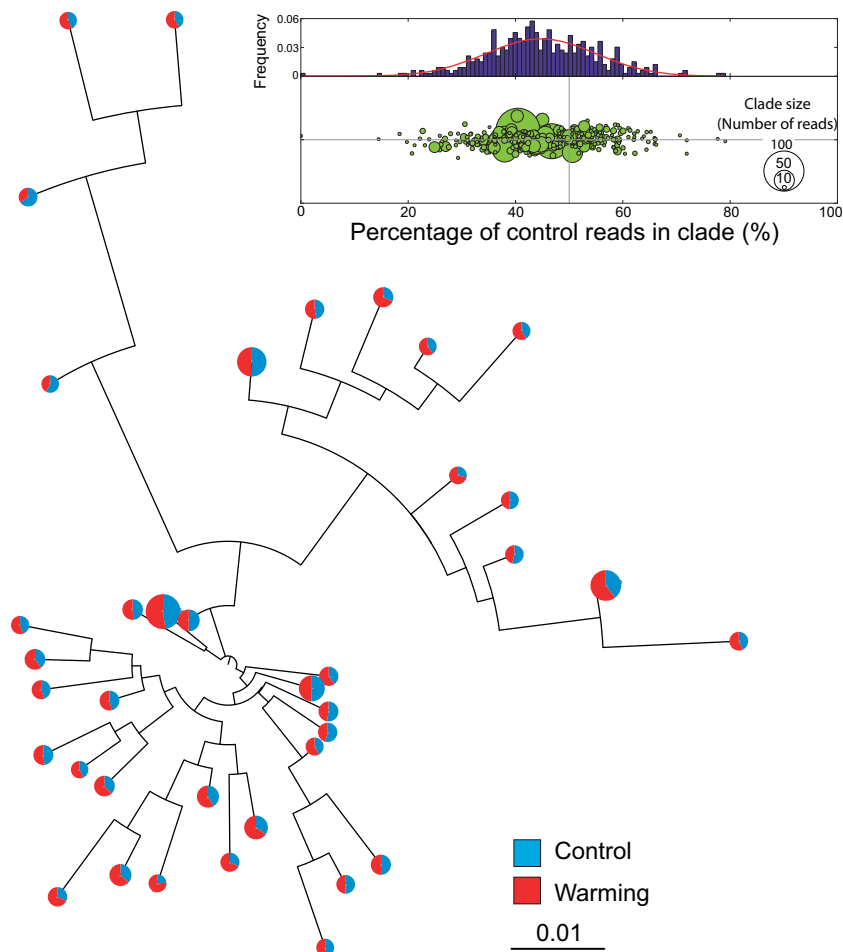 0.06
0.03
0
Frequency
Clade size
(Number of reads)
100
50
10
0 20 40 60 80 100
Percentage of control reads in clade (%)
Control
Warming
0.01